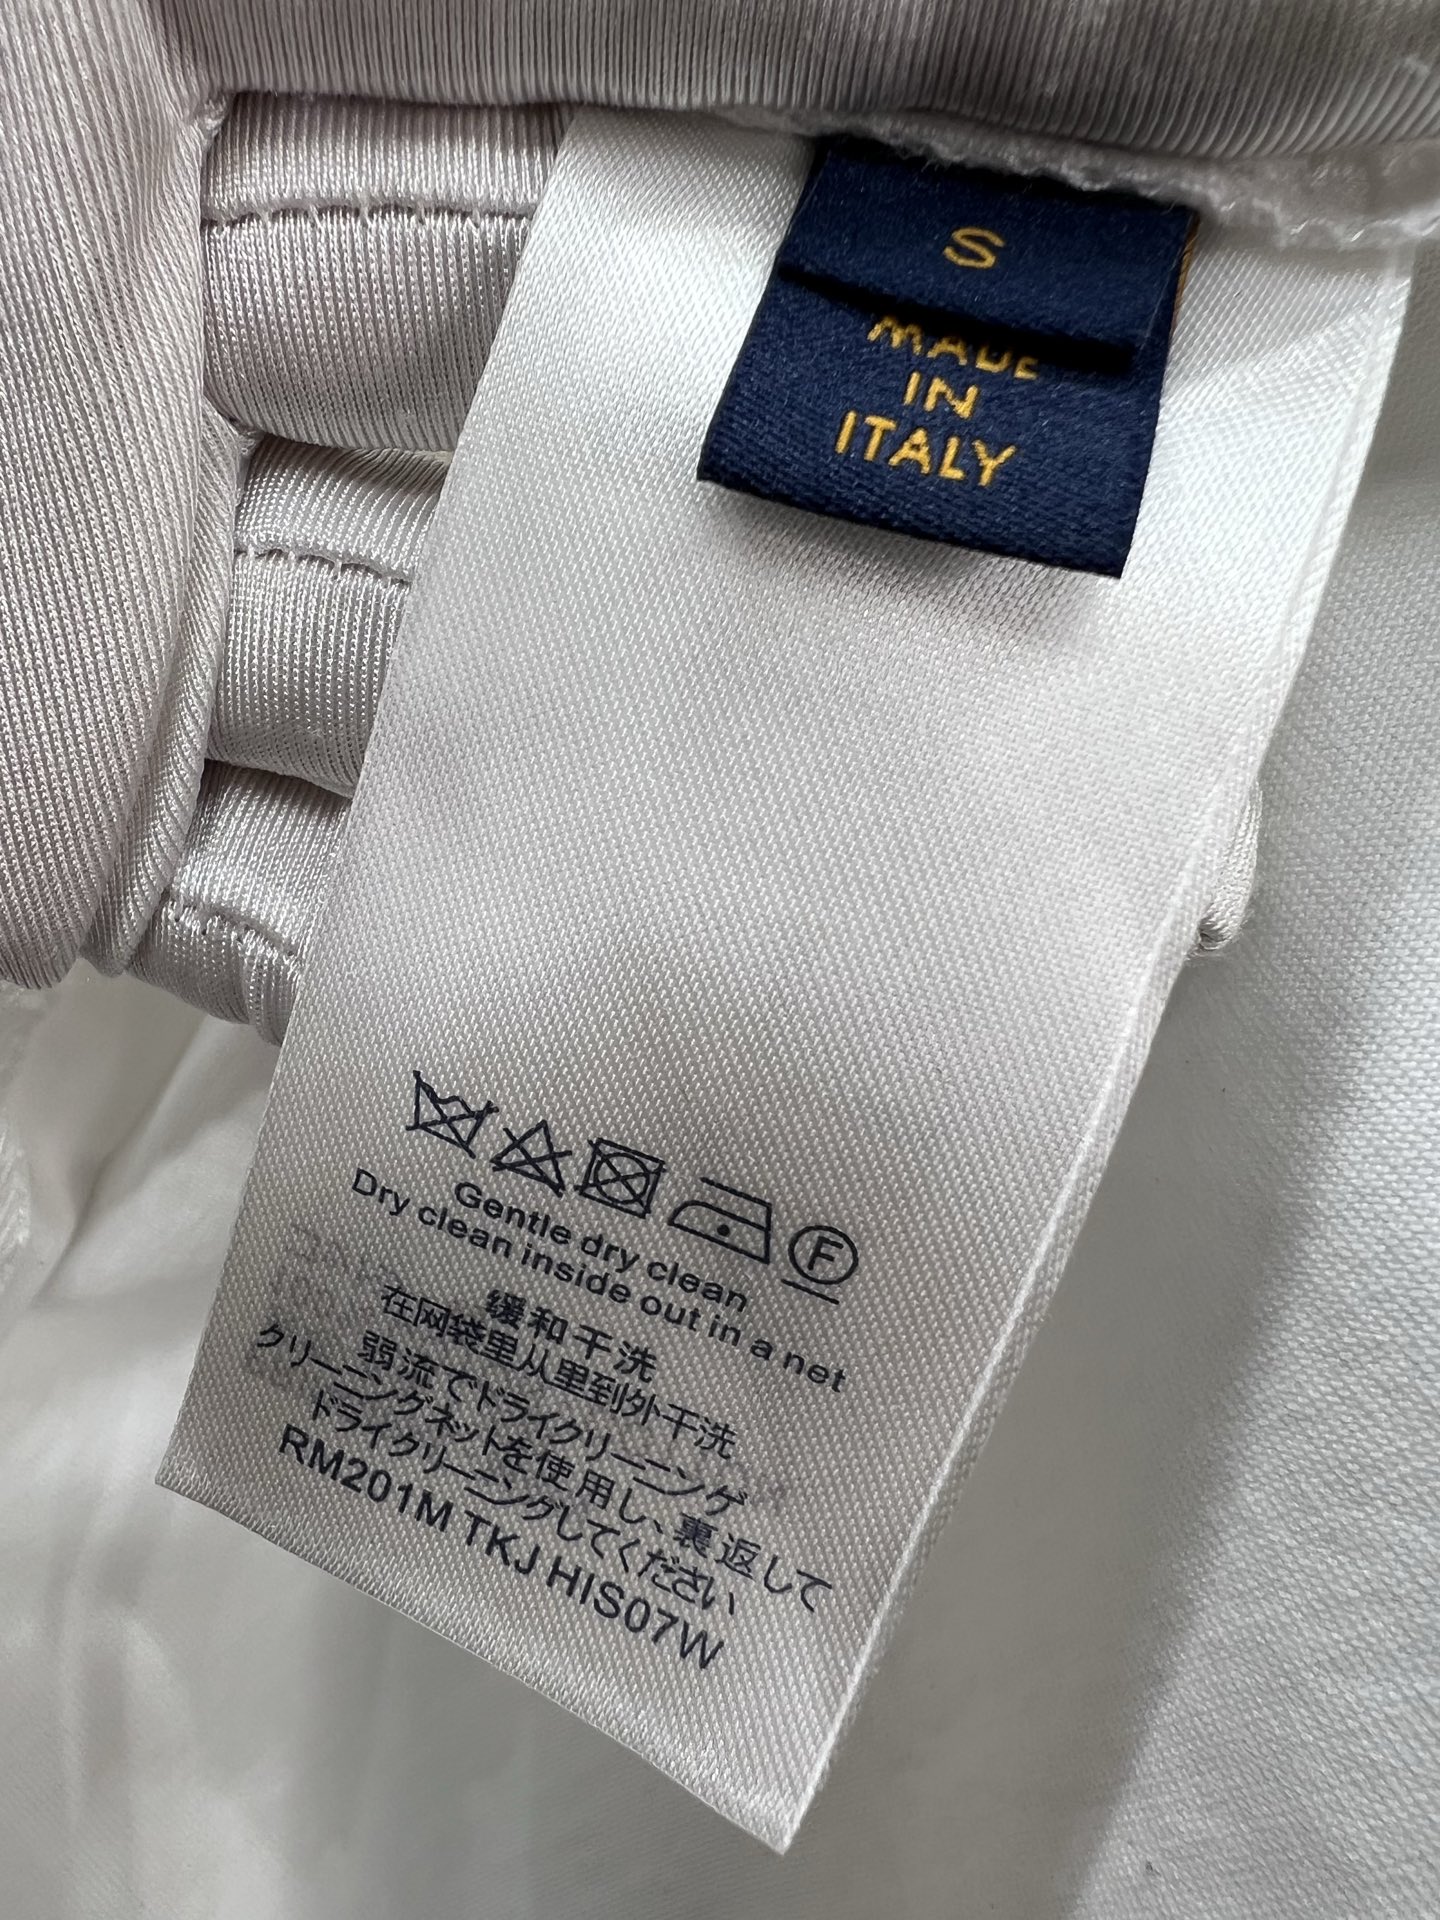 S
MADE
IN
ITALY
F
Gentle dry clean
Dry clean inside out in a net
缓和干洗
在网袋里从里到外干洗
弱流でドライクリーニング
クリーニングネットを使用し、裏返して
ドライクリーニングしてください
RM201M TKJ HIS07W